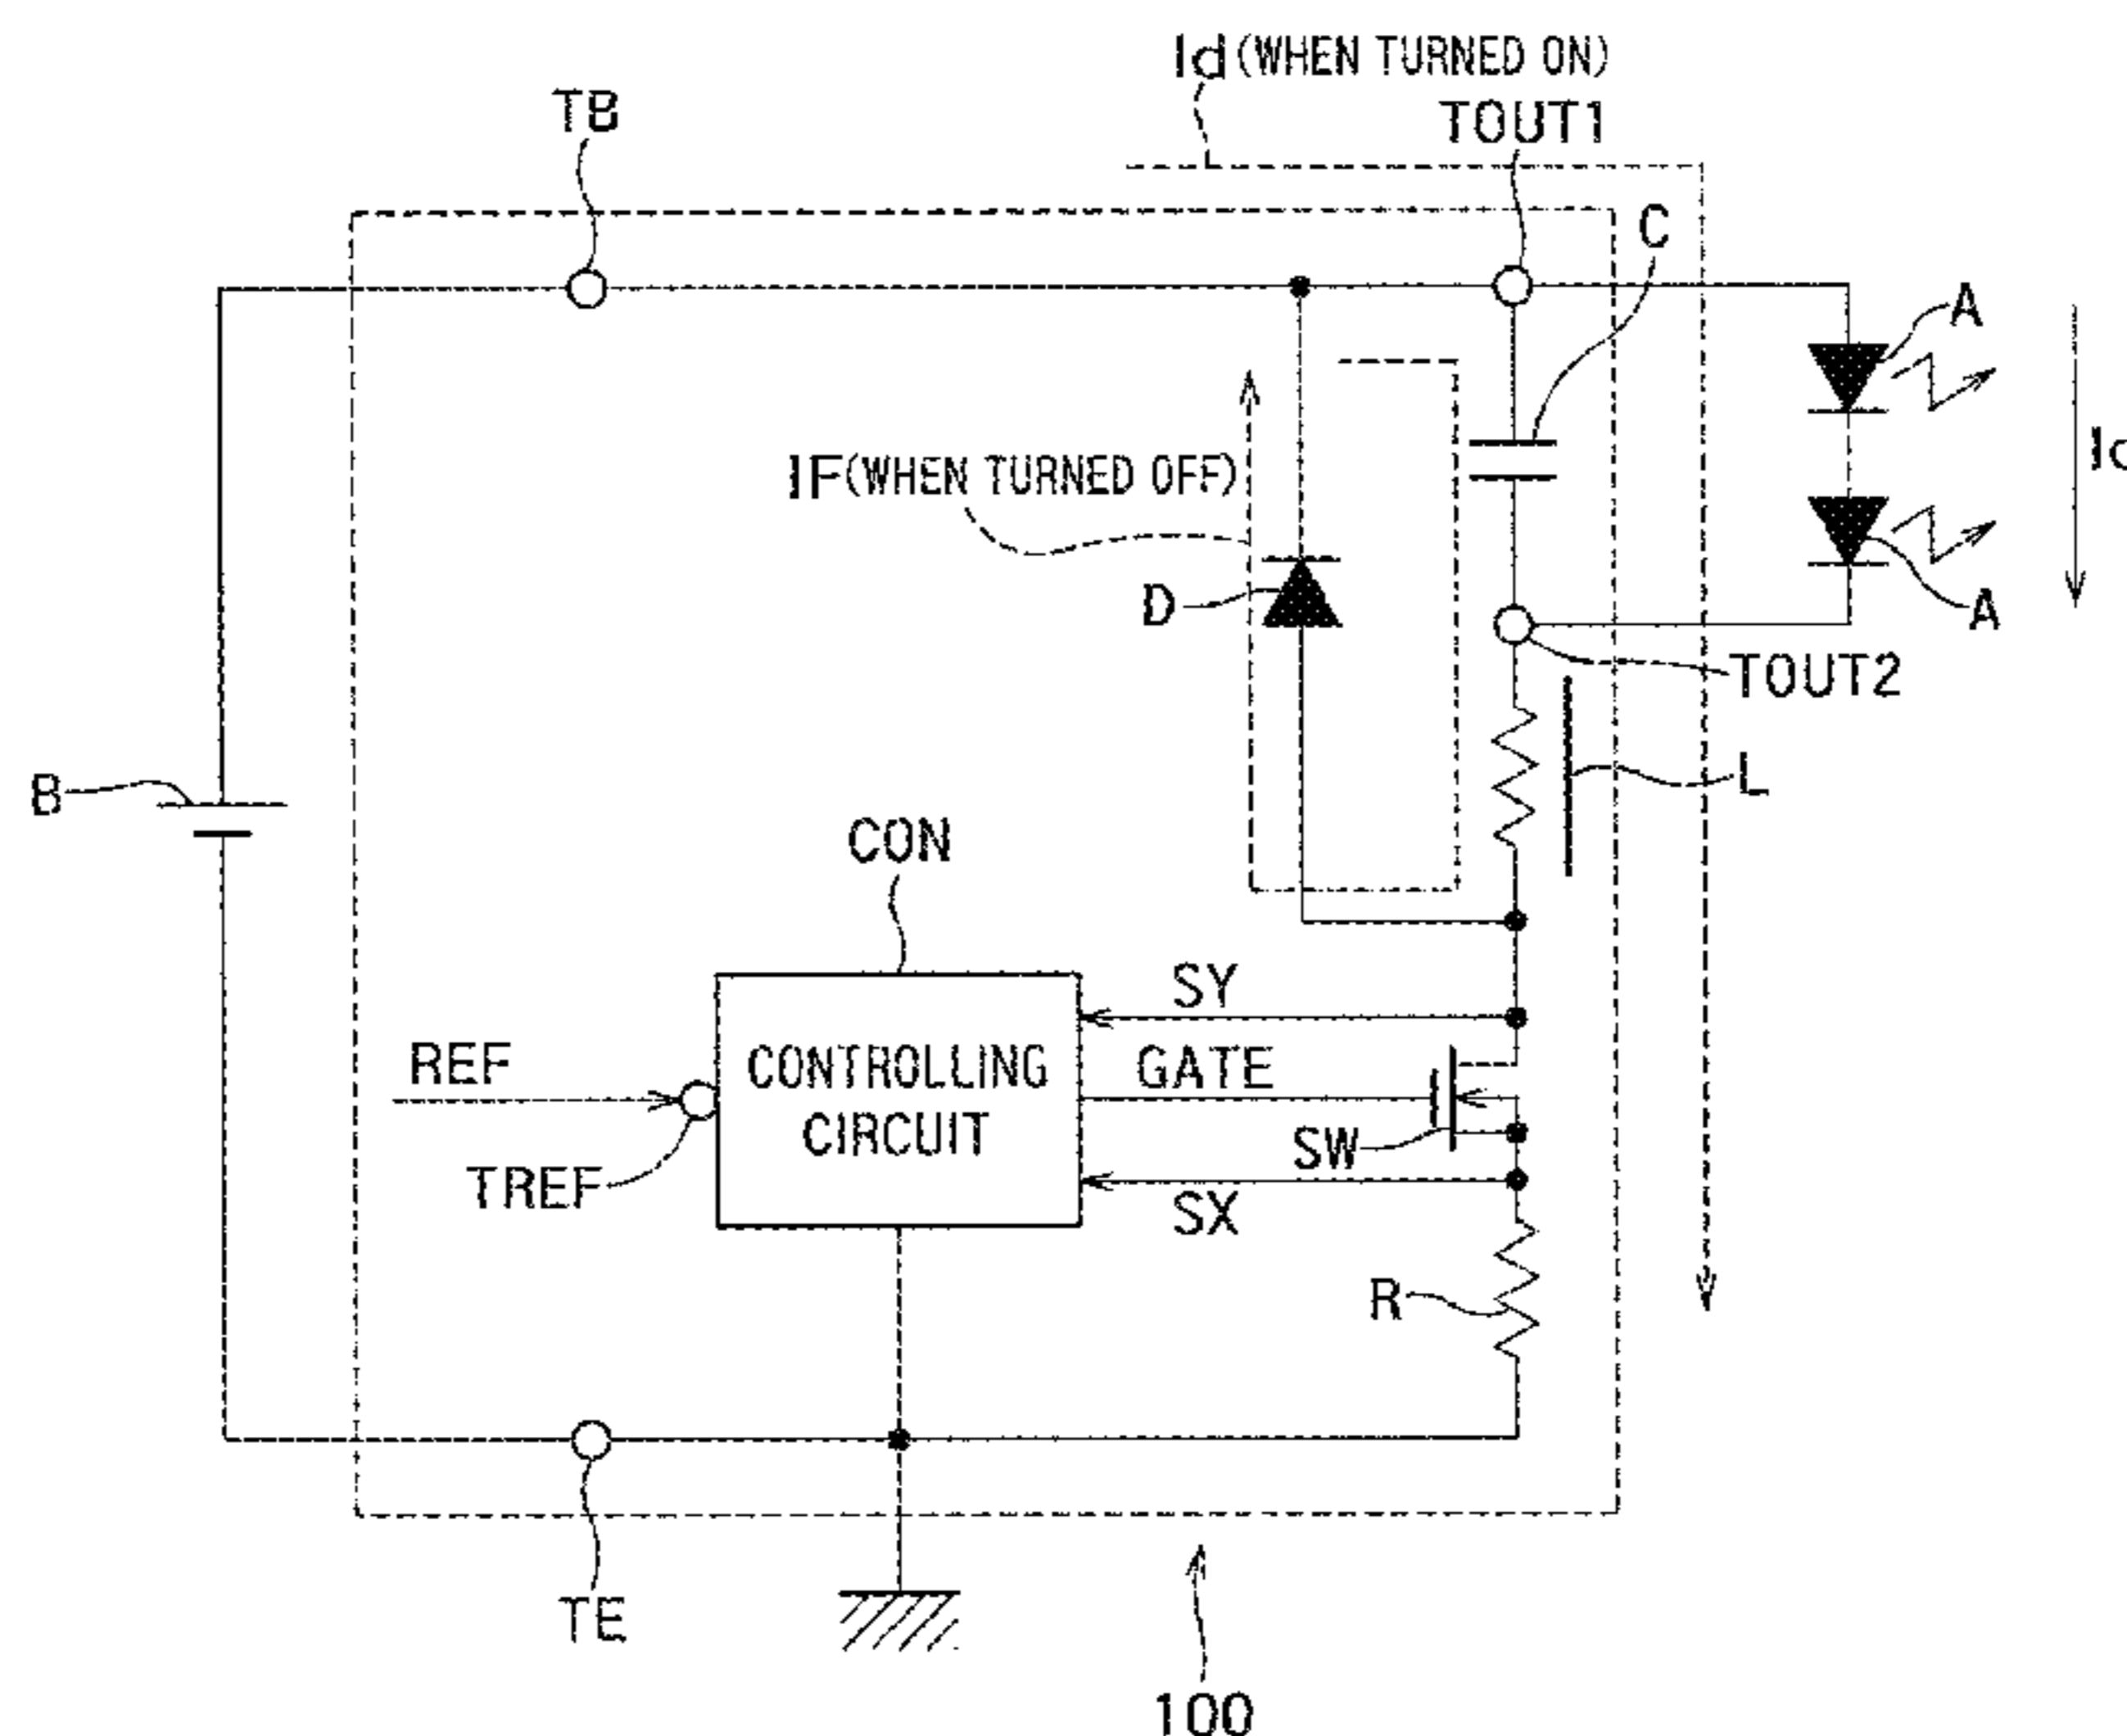 Id (WHEN TURNED ON)
TB
TOUT1
C
A
IF (WHEN TURNED OFF)
D
A
TOUT2
B
L
CON
SY
REF
CONTROLLING
CIRCUIT
GATE
SW
TREF
SX
R
TE
100